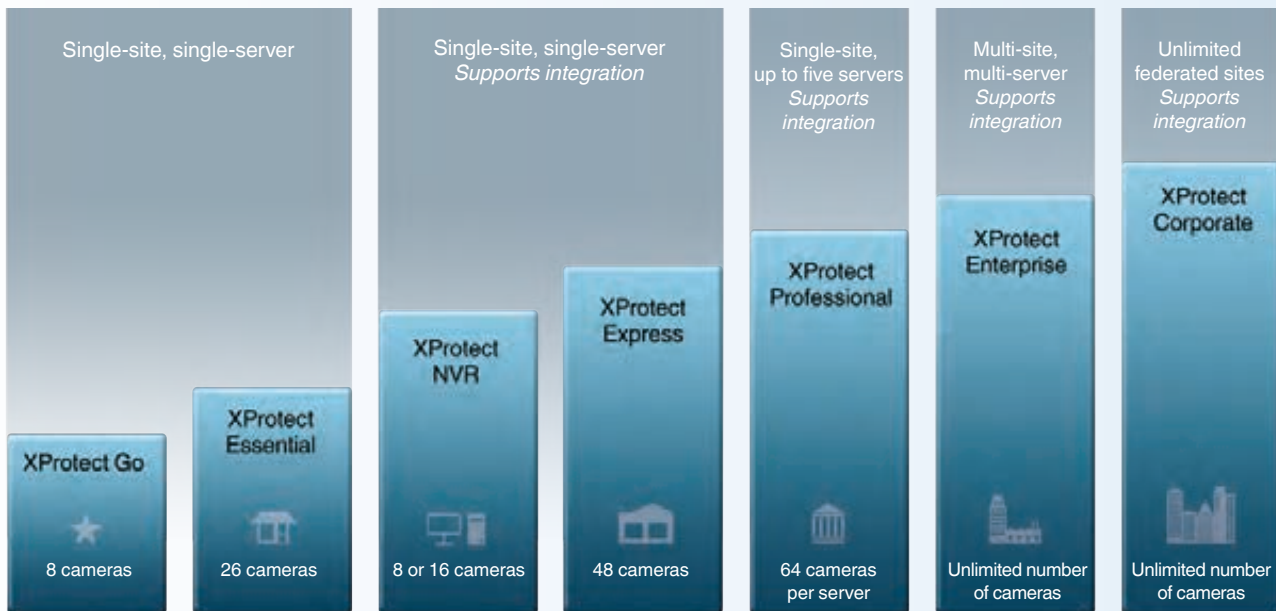 Single-site, single-server
Single-site, single-server
Supports integration
Single-site,
up to five servers
Supports
integration
Multi-site,
multi-server
Supports
integration
Unlimited
federated sites
Supports
integration
XProtect Go
8 cameras
XProtect
Essential
26 cameras
XProtect
NVR
8 or 16 cameras
XProtect
Express
48 cameras
XProtect
Professional
64 cameras
per server
XProtect
Enterprise
Unlimited number
of cameras
XProtect
Corporate
Unlimited number
of cameras